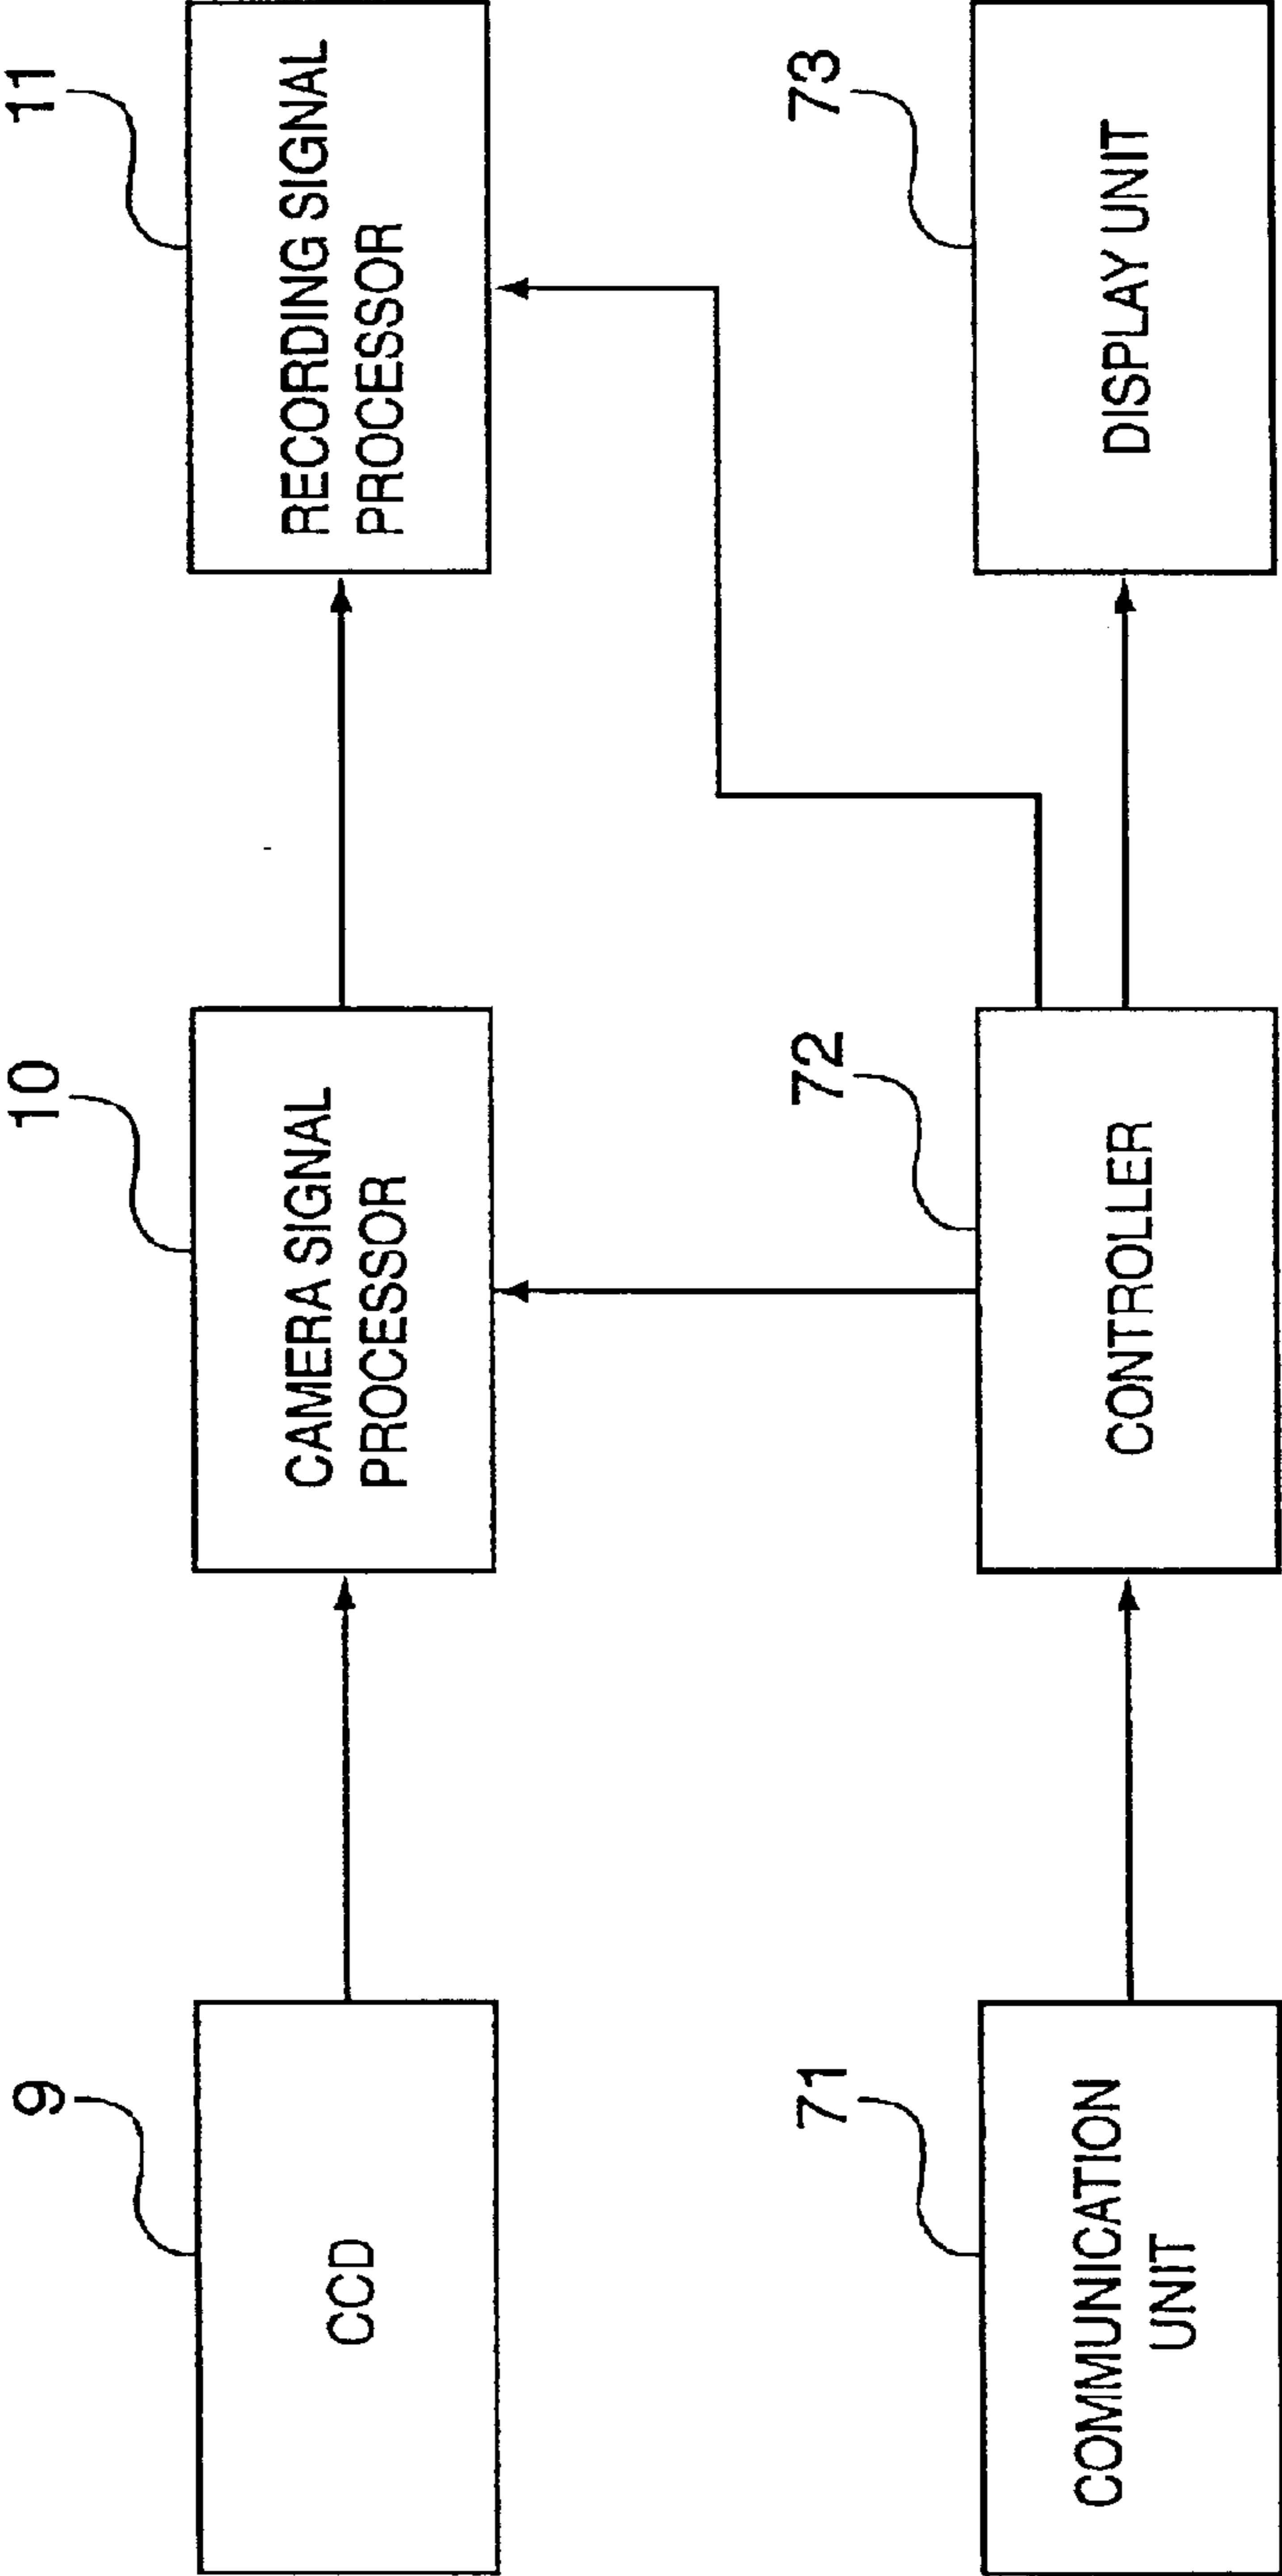 9
CCD
10
CAMERA SIGNAL
PROCESSOR
11
RECORDING SIGNAL
PROCESSOR
71
COMMUNICATION
UNIT
72
CONTROLLER
73
DISPLAY UNIT